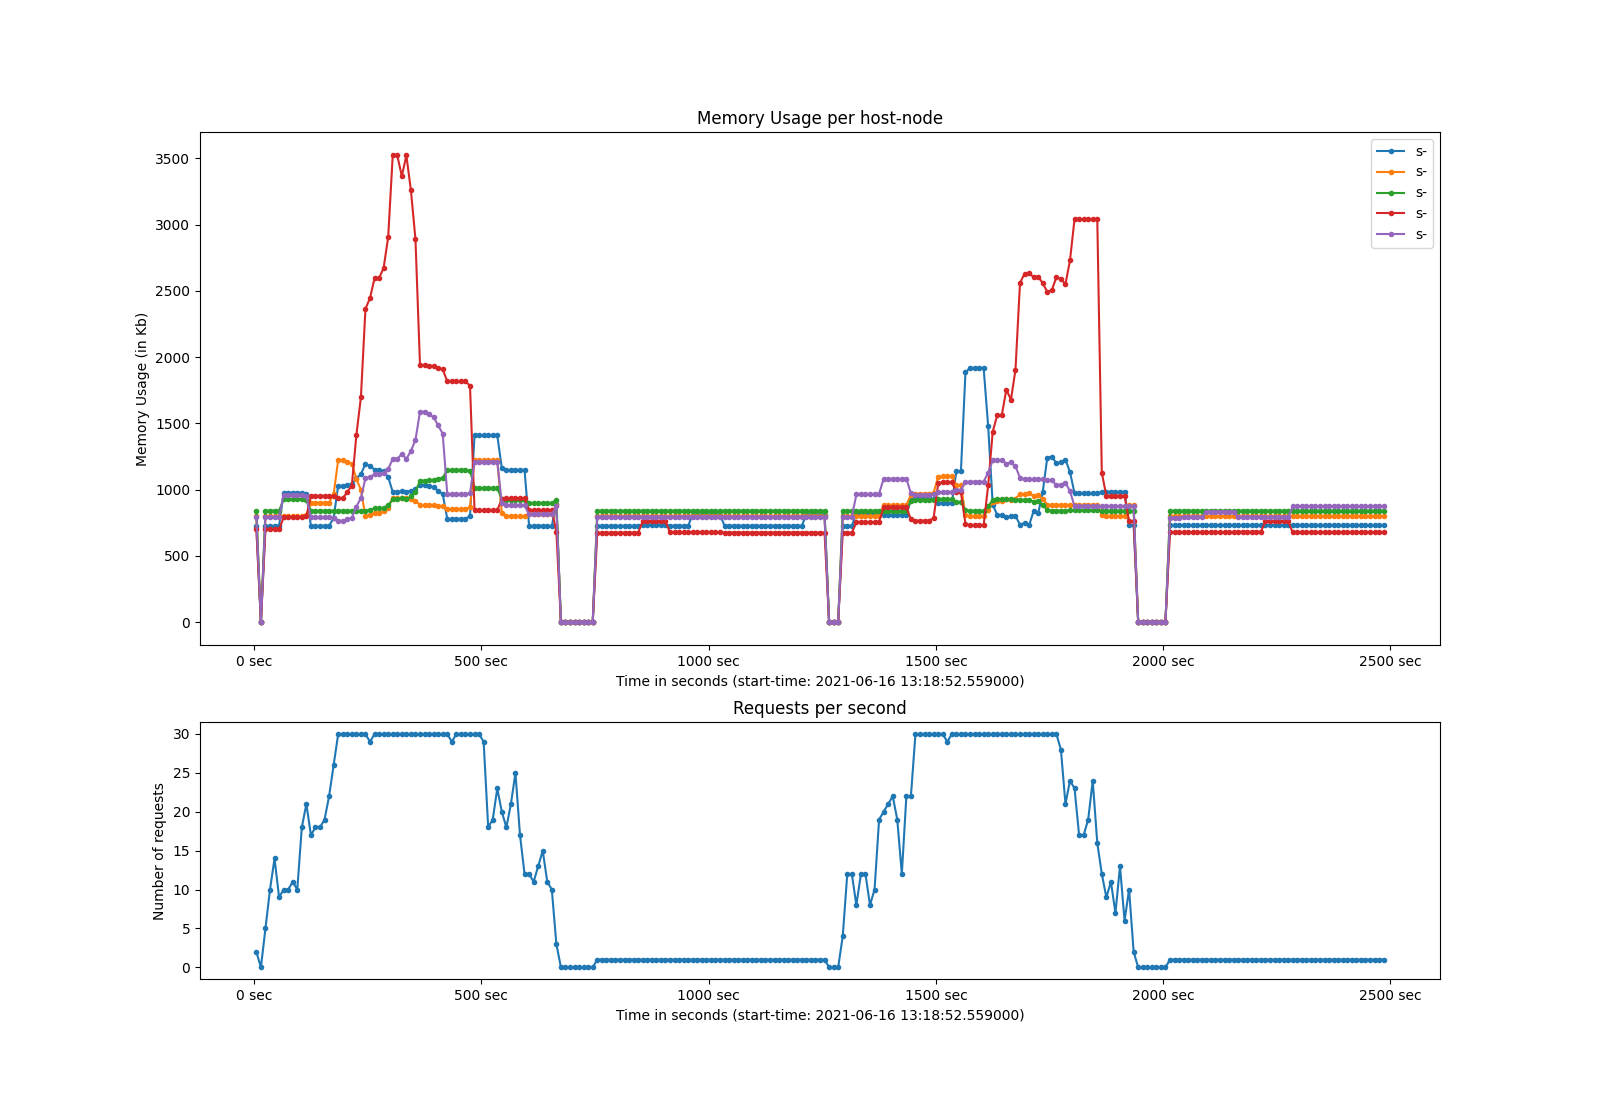 Memory Usage per host-node
Memory Usage (in Kb)
3500
3000
2500
2000
1500
1000
500
0
s-
s-
s-
s-
s-
0 sec 500 sec 1000 sec 1500 sec 2000 sec 2500 sec
Time in seconds (start-time: 2021-06-16 13:18:52.559000)
Requests per second
Number of requests
30
25
20
15
10
5
0
0 sec 500 sec 1000 sec 1500 sec 2000 sec 2500 sec
Time in seconds (start-time: 2021-06-16 13:18:52.559000)